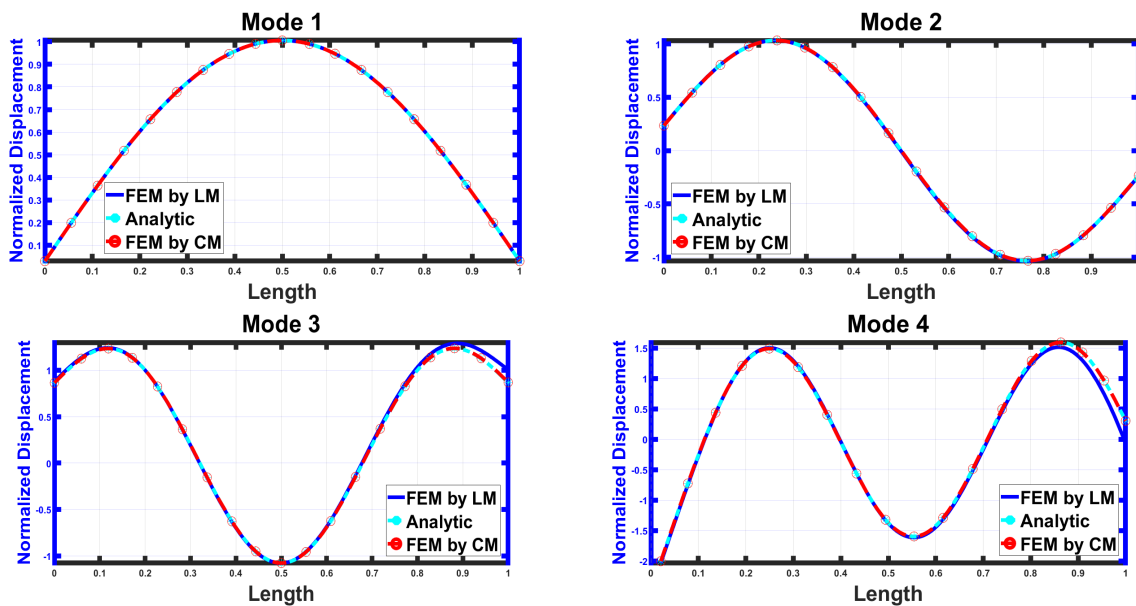 Mode 1
Normalized Displacement
1
0.9
0.8
0.7
0.6
0.5
0.4
0.3
0.2
0.1
0 0.1 0.2 0.3 0.4 0.5 0.6 0.7 0.8 0.9 1
Length
FEM by LM
Analytic
FEM by CM
Mode 2
Normalized Displacement
1
0.5
0
-0.5
-1
0 0.1 0.2 0.3 0.4 0.5 0.6 0.7 0.8 0.9
Length
FEM by LM
Analytic
FEM by CM
Mode 3
Normalized Displacement
1
0.5
0
-0.5
-1
0 0.1 0.2 0.3 0.4 0.5 0.6 0.7 0.8 0.9 1
Length
FEM by LM
Analytic
FEM by CM
Mode 4
Normalized Displacement
1.5
1
0.5
0
-0.5
-1
-1.5
-2
0 0.1 0.2 0.3 0.4 0.5 0.6 0.7 0.8 0.9 1
Length
FEM by LM
Analytic
FEM by CM